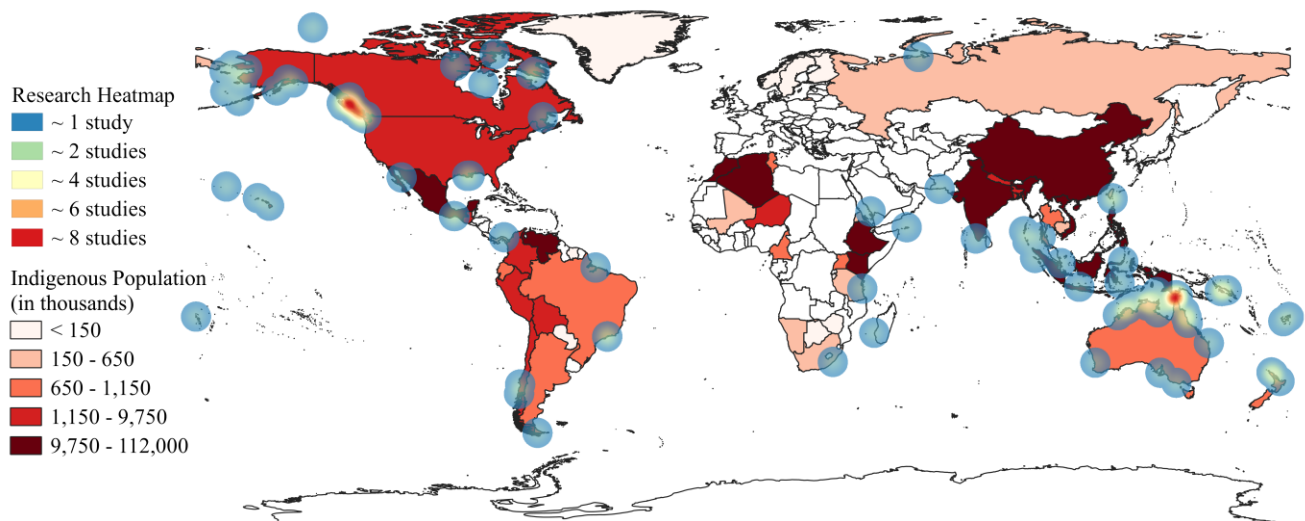 Research Heatmap
~ 1 study
~ 2 studies
~ 4 studies
~ 6 studies
~ 8 studies
Indigenous Population
(in thousands)
< 150
150 - 650
650 - 1,150
1,150 - 9,750
9,750 - 112,000